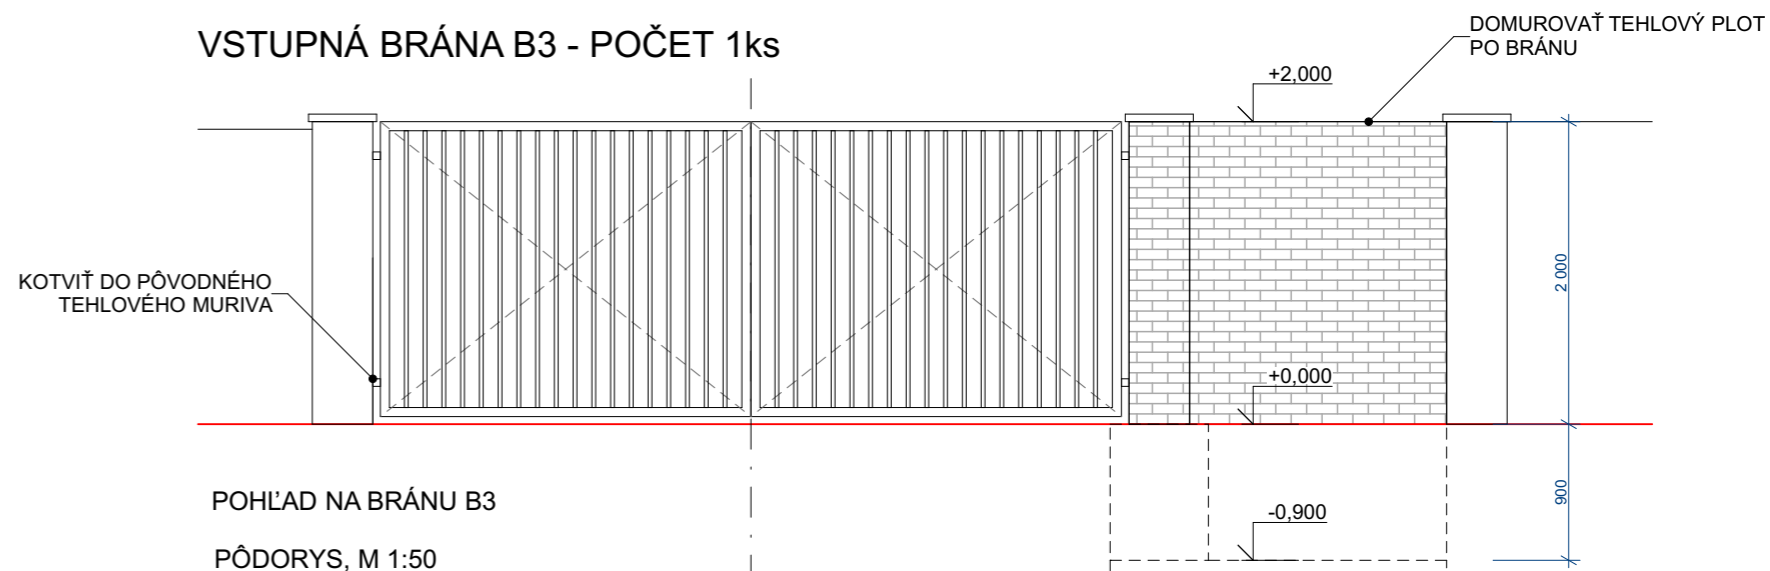 VSTUPNÁ BRÁNA B3 - POČET 1ks
DOMUROVAŤ TEHLOVÝ PLOT
PO BRÁNU
+2,000
KOTVIŤ DO PÔVODNÉHO
TEHLOVÉHO MURIVA
2 000
+0,000
POHĽAD NA BRÁNU B3
-0,900
900
PÔDORYS, M 1:50